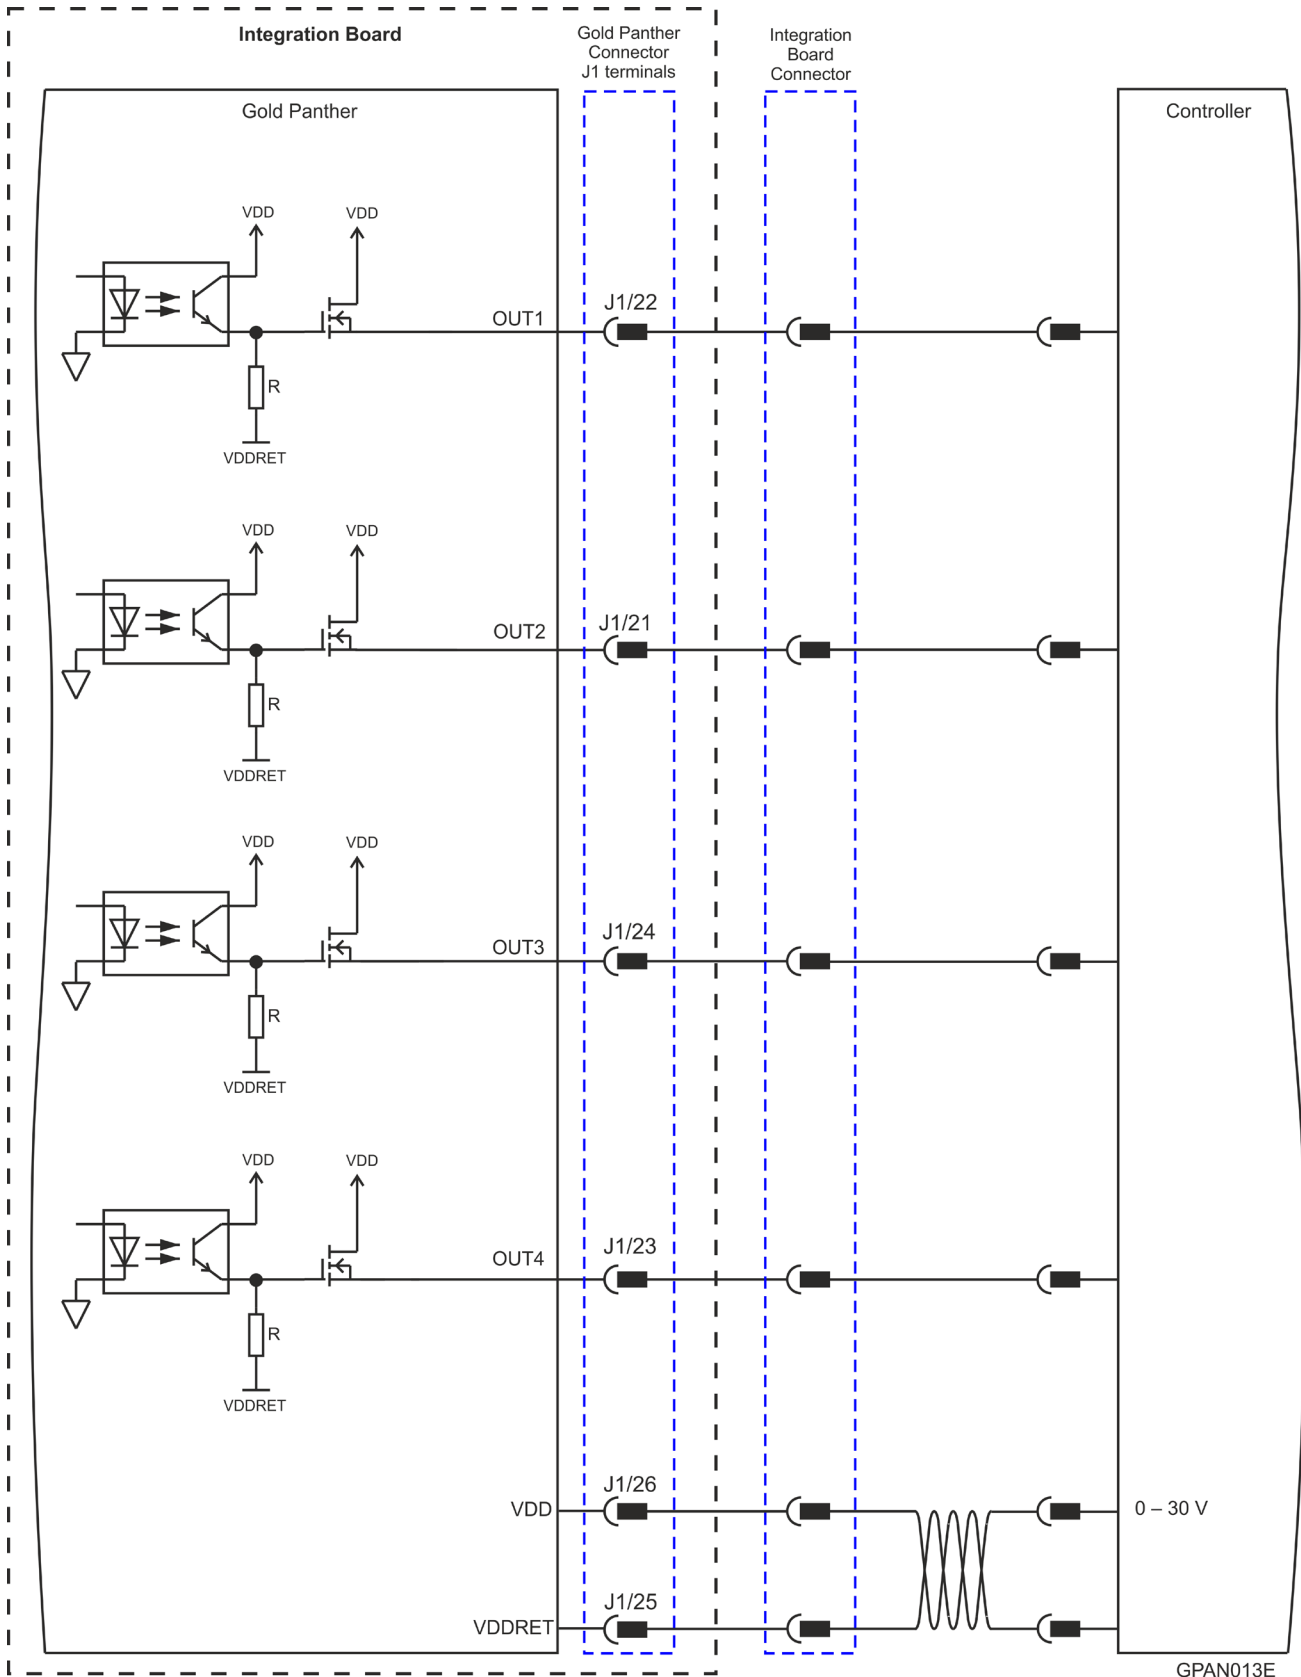 Integration Board
Gold Panther
Connector
J1 terminals
Integration
Board
Connector
Gold Panther
Controller
VDD
VDD
OUT1
J1/22
R
VDDRET
VDD
VDD
OUT2
J1/21
R
VDDRET
VDD
VDD
OUT3
J1/24
R
VDDRET
VDD
VDD
OUT4
J1/23
R
VDDRET
J1/26
VDD
0 – 30 V
J1/25
VDDRET
GPAN013E